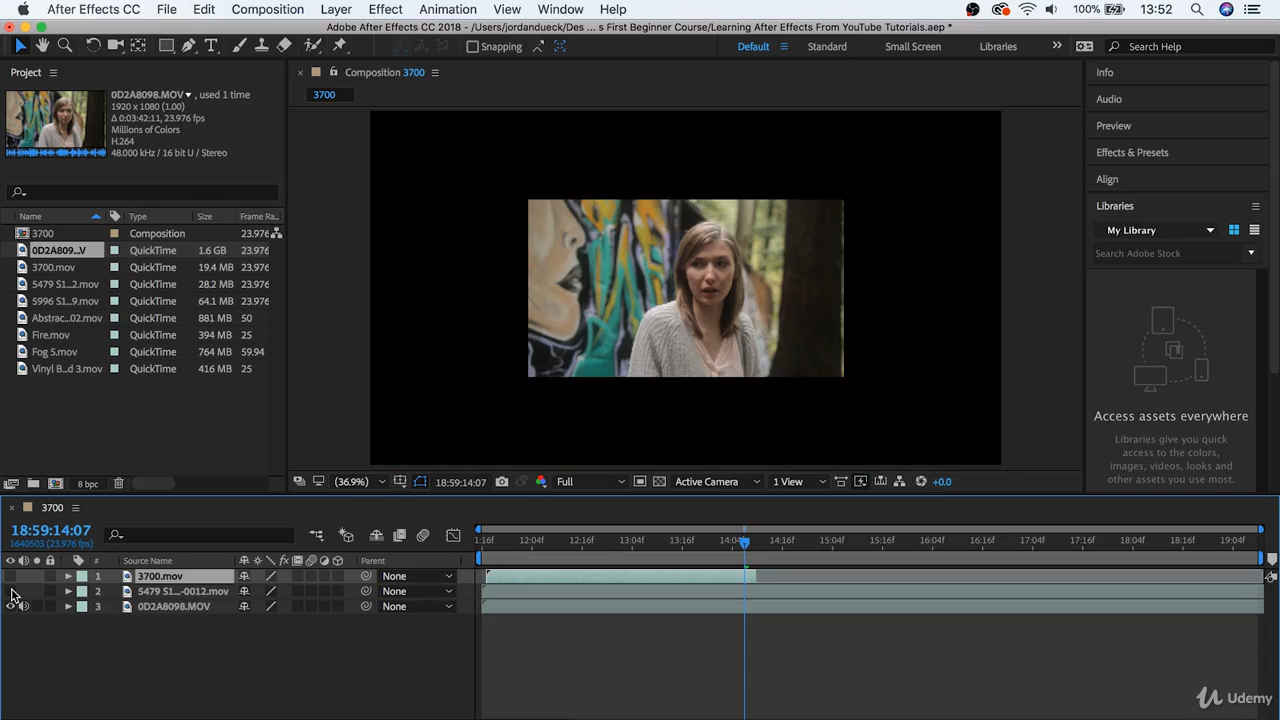 After Effects CC File Edit Composition Layer Effect Animation View Window Help 100% 13:52
Adobe After Effects CC 2018 - /Users/jordandueck/Des ... s First Beginner Course/Learning After Effects From YouTube Tutorials.aep *
Snapping Default Standard Small Screen Libraries Search Help
Project
0D2A8098.MOV , used 1 time
1920 x 1080 (1.00)
Δ 0:03:42:11, 23.976 fps
Millions of Colors
H.264
48.000 kHz / 16 bit U / Stereo
Name Type Size Frame Ra...
3700 Composition 23.976
0D2A809...V QuickTime 1.6 GB 23.976
3700.mov QuickTime 19.4 MB 23.976
5479 S1...2.mov QuickTime 28.2 MB 23.976
5996 S1...9.mov QuickTime 64.1 MB 23.976
Abstrac...02.mov QuickTime 881 MB 50
Fire.mov QuickTime 394 MB 25
Fog 5.mov QuickTime 764 MB 59.94
Vinyl B...d 3.mov QuickTime 416 MB 25
8 bpc
Composition 3700
3700
(36.9%) 18:59:14:07 Full Active Camera 1 View +0.0
Info
Audio
Preview
Effects & Presets
Align
Libraries
My Library
Search Adobe Stock
Access assets everywhere
Libraries give you quick
access to the colors,
images, videos, looks
and other assets you use most.
3700
18:59:14:07
1640503 (23.976 fps)
1:16f 12:04f 12:16f 13:04f 13:16f 14:04f 15:04f 15:16f 16:04f 16:16f 17:04f 17:16f 18:04f 18:16f 19:04f
# Source Name fx Parent
1 3700.mov None
2 5479 S1...-0012.mov None
3 0D2A8098.MOV None
Udemy